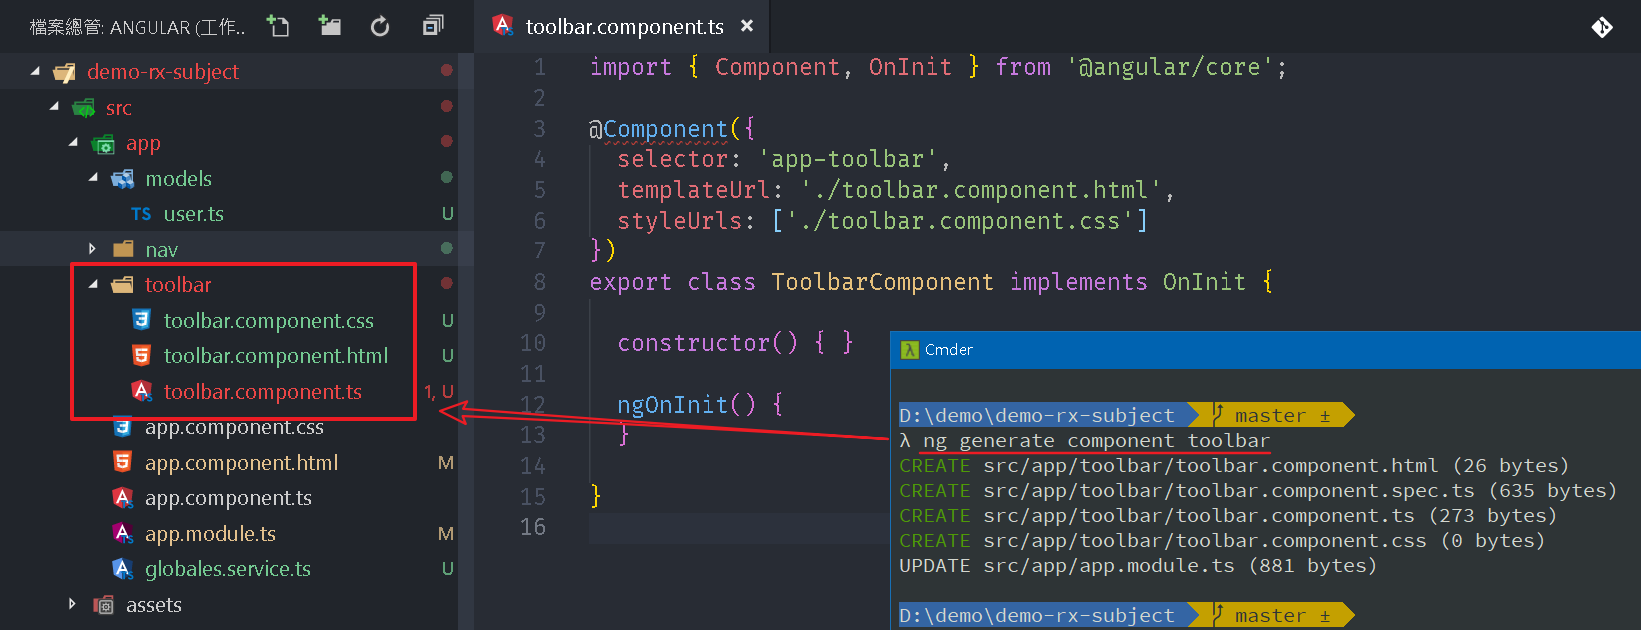 檔案總管: ANGULAR (工作..
demo-rx-subject
src
app
models
TS user.ts U
nav
toolbar
toolbar.component.css U
toolbar.component.html U
toolbar.component.ts 1, U
app.component.css
app.component.html M
app.component.ts
app.module.ts M
globales.service.ts U
assets
toolbar.component.ts ×
1 import { Component, OnInit } from '@angular/core';
2
3 @Component({
4 selector: 'app-toolbar',
5 templateUrl: './toolbar.component.html',
6 styleUrls: ['./toolbar.component.css']
7 })
8 export class ToolbarComponent implements OnInit {
9
10 constructor() { }
11
12 ngOnInit() {
13 }
14
15 }
16
λ Cmder
D:\demo\demo-rx-subject master ±
λ ng generate component toolbar
CREATE src/app/toolbar/toolbar.component.html (26 bytes)
CREATE src/app/toolbar/toolbar.component.spec.ts (635 bytes)
CREATE src/app/toolbar/toolbar.component.ts (273 bytes)
CREATE src/app/toolbar/toolbar.component.css (0 bytes)
UPDATE src/app/app.module.ts (881 bytes)
D:\demo\demo-rx-subject master ±